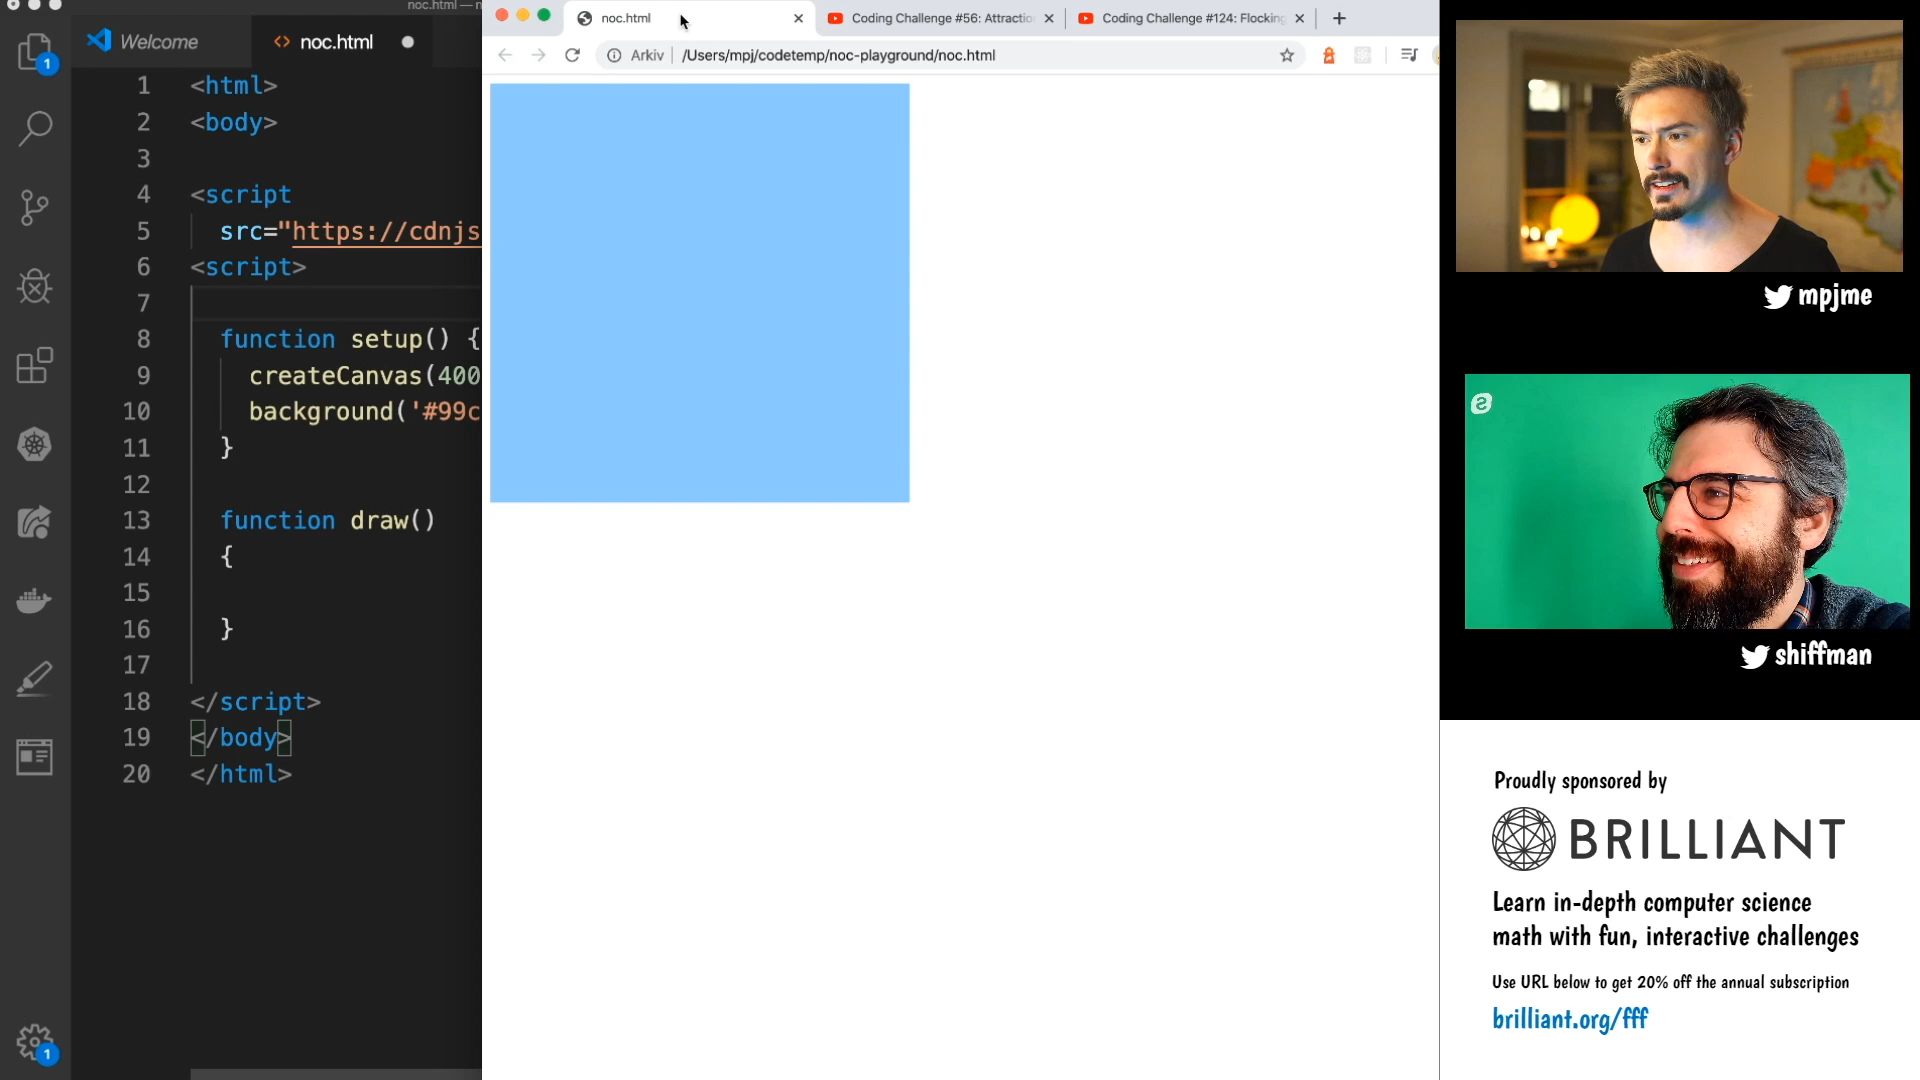 noc.html — n
Welcome
noc.html
1 <html>
2 <body>
3
4 <script
5 src="https://cdnjs
6 <script>
7
8 function setup() {
9 createCanvas(400
10 background('#99c
11 }
12
13 function draw()
14 {
15
16 }
17
18 </script>
19 </body>
20 </html>
1
1
noc.html
Coding Challenge #56: Attractio
Coding Challenge #124: Flocking
Arkiv
/Users/mpj/codetemp/noc-playground/noc.html
mpjme
shiffman
Proudly sponsored by
BRILLIANT
Learn in-depth computer science
math with fun, interactive challenges
Use URL below to get 20% off the annual subscription
brilliant.org/fff